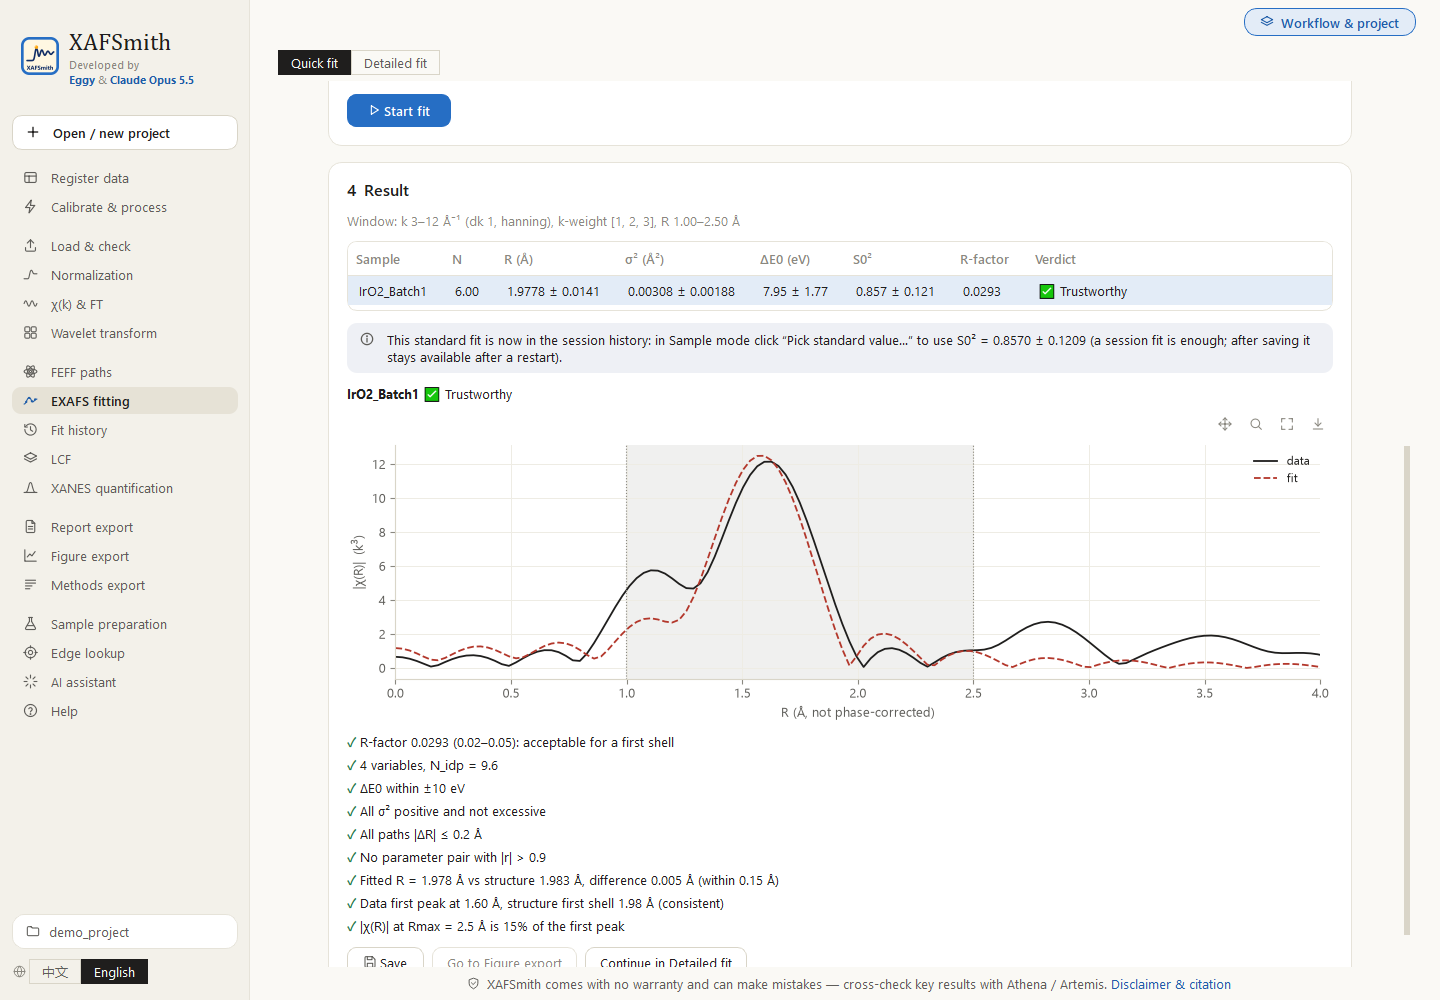 XAFSmith
Developed by
Eggy & Claude Opus 5.5
XAFSmith
Open / new project
Register data
Calibrate & process
Load & check
Normalization
χ(k) & FT
Wavelet transform
FEFF paths
EXAFS fitting
Fit history
LCF
XANES quantification
Report export
Figure export
Methods export
Sample preparation
Edge lookup
AI assistant
Help
demo_project
中文 English
Workflow & project
Quick fit Detailed fit
Start fit
4 Result
Window: k 3–12 Å⁻¹ (dk 1, hanning), k-weight [1, 2, 3], R 1.00–2.50 Å
Sample N R (Å) σ² (Å²) ΔE0 (eV) S0² R-factor Verdict
IrO2_Batch1 6.00 1.9778 ± 0.0141 0.00308 ± 0.00188 7.95 ± 1.77 0.857 ± 0.121 0.0293 ✅ Trustworthy
This standard fit is now in the session history: in Sample mode click “Pick standard value...” to use S0² = 0.8570 ± 0.1209 (a session fit is enough; after saving it
stays available after a restart).
IrO2_Batch1 ✅ Trustworthy
data
fit
|χ(R)| (k³)
12
10
8
6
4
2
0
0.0 0.5 1.0 1.5 2.0 2.5 3.0 3.5 4.0
R (Å, not phase-corrected)
✓ R-factor 0.0293 (0.02–0.05): acceptable for a first shell
✓ 4 variables, N_idp = 9.6
✓ ΔE0 within ±10 eV
✓ All σ² positive and not excessive
✓ All paths |ΔR| ≤ 0.2 Å
✓ No parameter pair with |r| > 0.9
✓ Fitted R = 1.978 Å vs structure 1.983 Å, difference 0.005 Å (within 0.15 Å)
✓ Data first peak at 1.60 Å, structure first shell 1.98 Å (consistent)
✓ |χ(R)| at Rmax = 2.5 Å is 15% of the first peak
Save Go to Figure export Continue in Detailed fit
XAFSmith comes with no warranty and can make mistakes — cross-check key results with Athena / Artemis. Disclaimer & citation